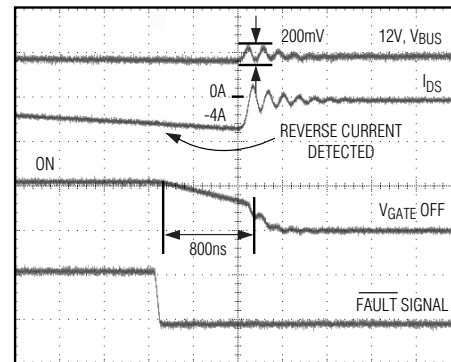 200mV
12V, VBUS
0A
IDS
-4A
REVERSE CURRENT
DETECTED
ON
VGATE OFF
800ns
FAULT SIGNAL